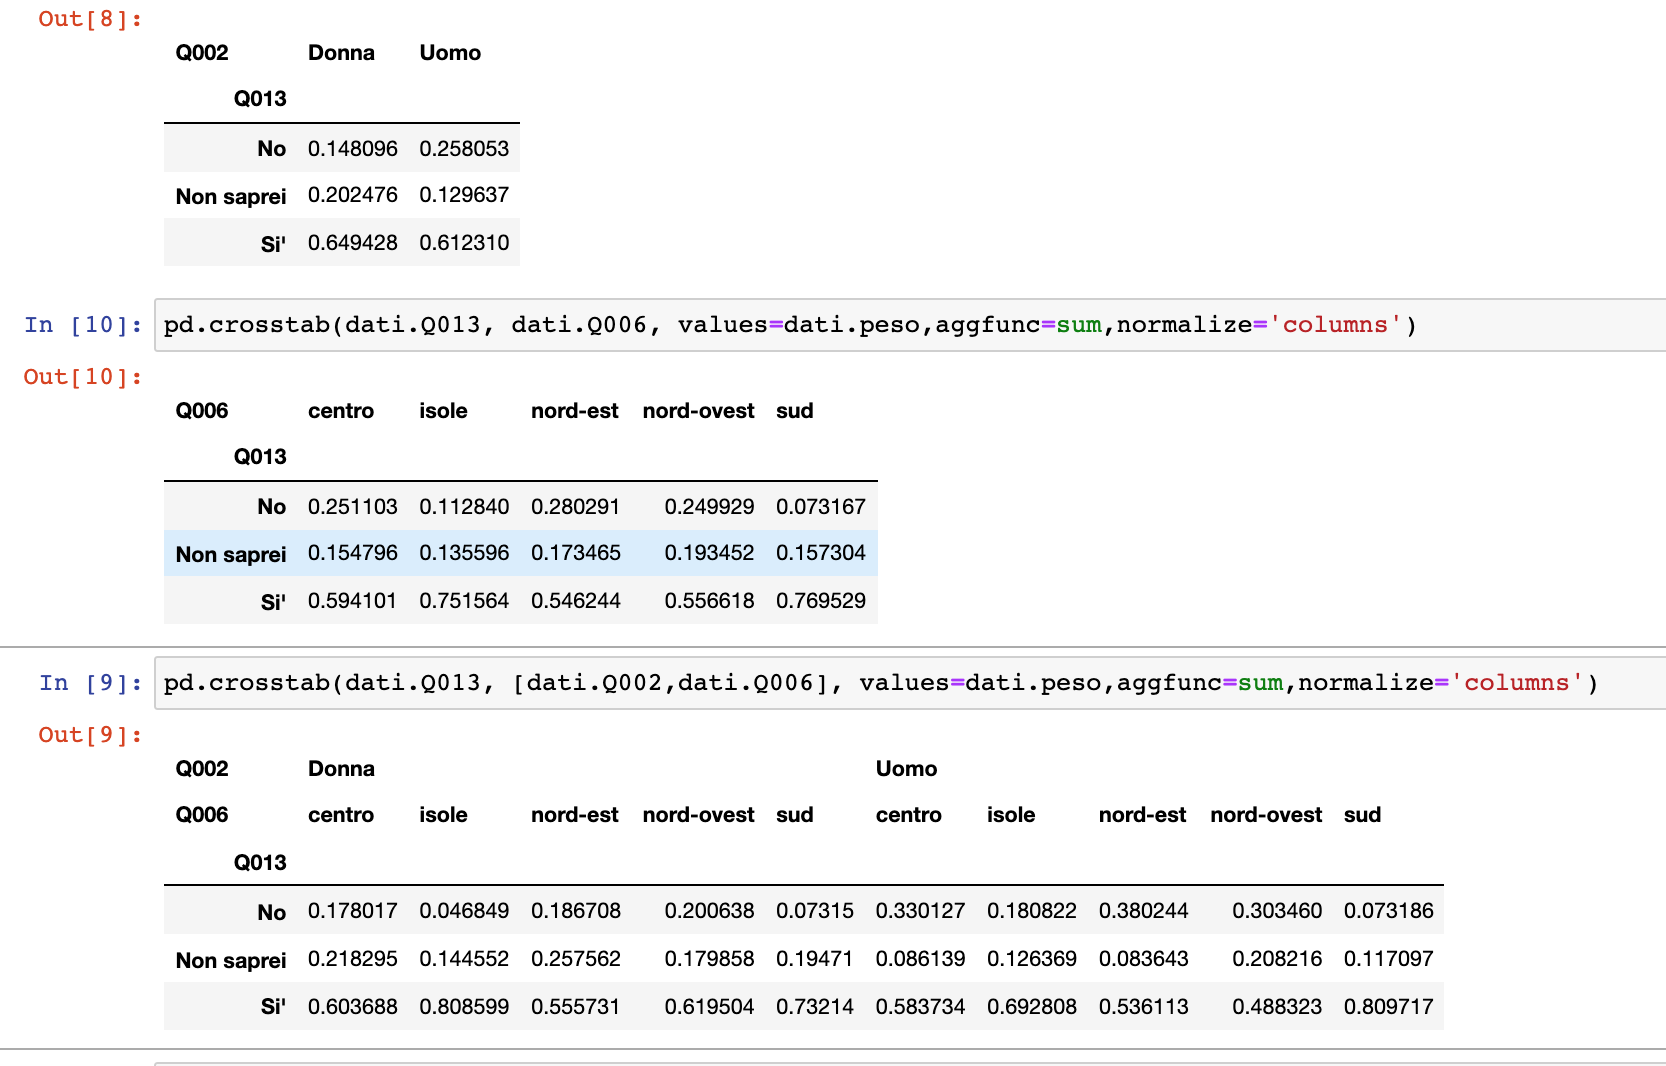 Out[8]:
Q002 Donna Uomo
Q013
No 0.148096 0.258053
Non saprei 0.202476 0.129637
Si' 0.649428 0.612310
In [10]: pd.crosstab(dati.Q013, dati.Q006, values=dati.peso,aggfunc=sum,normalize='columns')
Out[10]:
Q006 centro isole nord-est nord-ovest sud
Q013
No 0.251103 0.112840 0.280291 0.249929 0.073167
Non saprei 0.154796 0.135596 0.173465 0.193452 0.157304
Si' 0.594101 0.751564 0.546244 0.556618 0.769529
In [9]: pd.crosstab(dati.Q013, [dati.Q002,dati.Q006], values=dati.peso,aggfunc=sum,normalize='columns')
Out[9]:
Q002 Donna Uomo
Q006 centro isole nord-est nord-ovest sud centro isole nord-est nord-ovest sud
Q013
No 0.178017 0.046849 0.186708 0.200638 0.07315 0.330127 0.180822 0.380244 0.303460 0.073186
Non saprei 0.218295 0.144552 0.257562 0.179858 0.19471 0.086139 0.126369 0.083643 0.208216 0.117097
Si' 0.603688 0.808599 0.555731 0.619504 0.73214 0.583734 0.692808 0.536113 0.488323 0.809717